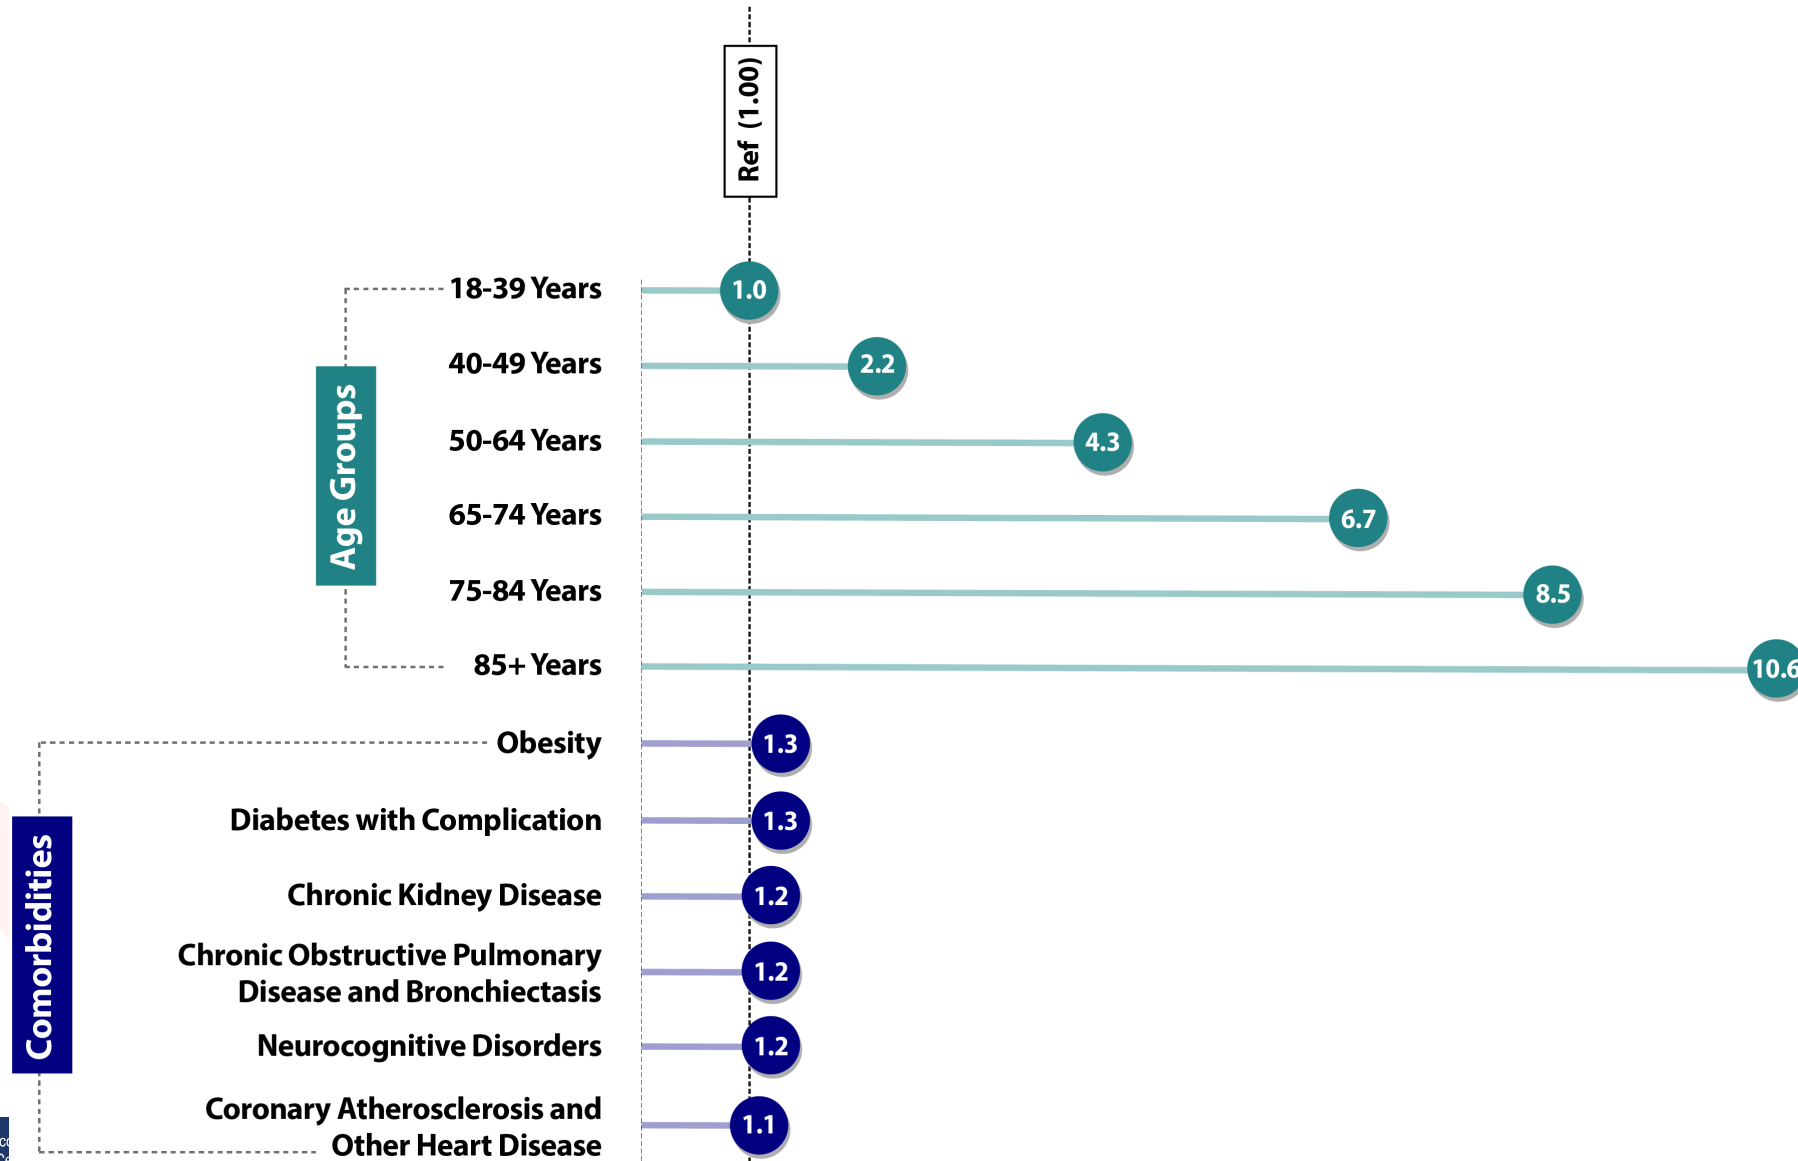 Ref (1.00)
Age Groups
18-39 Years
1.0
40-49 Years
2.2
50-64 Years
4.3
65-74 Years
6.7
75-84 Years
8.5
85+ Years
10.6
Comorbidities
Obesity
1.3
Diabetes with Complication
1.3
Chronic Kidney Disease
1.2
Chronic Obstructive Pulmonary
Disease and Bronchiectasis
1.2
Neurocognitive Disorders
1.2
Coronary Atherosclerosis and
Other Heart Disease
1.1